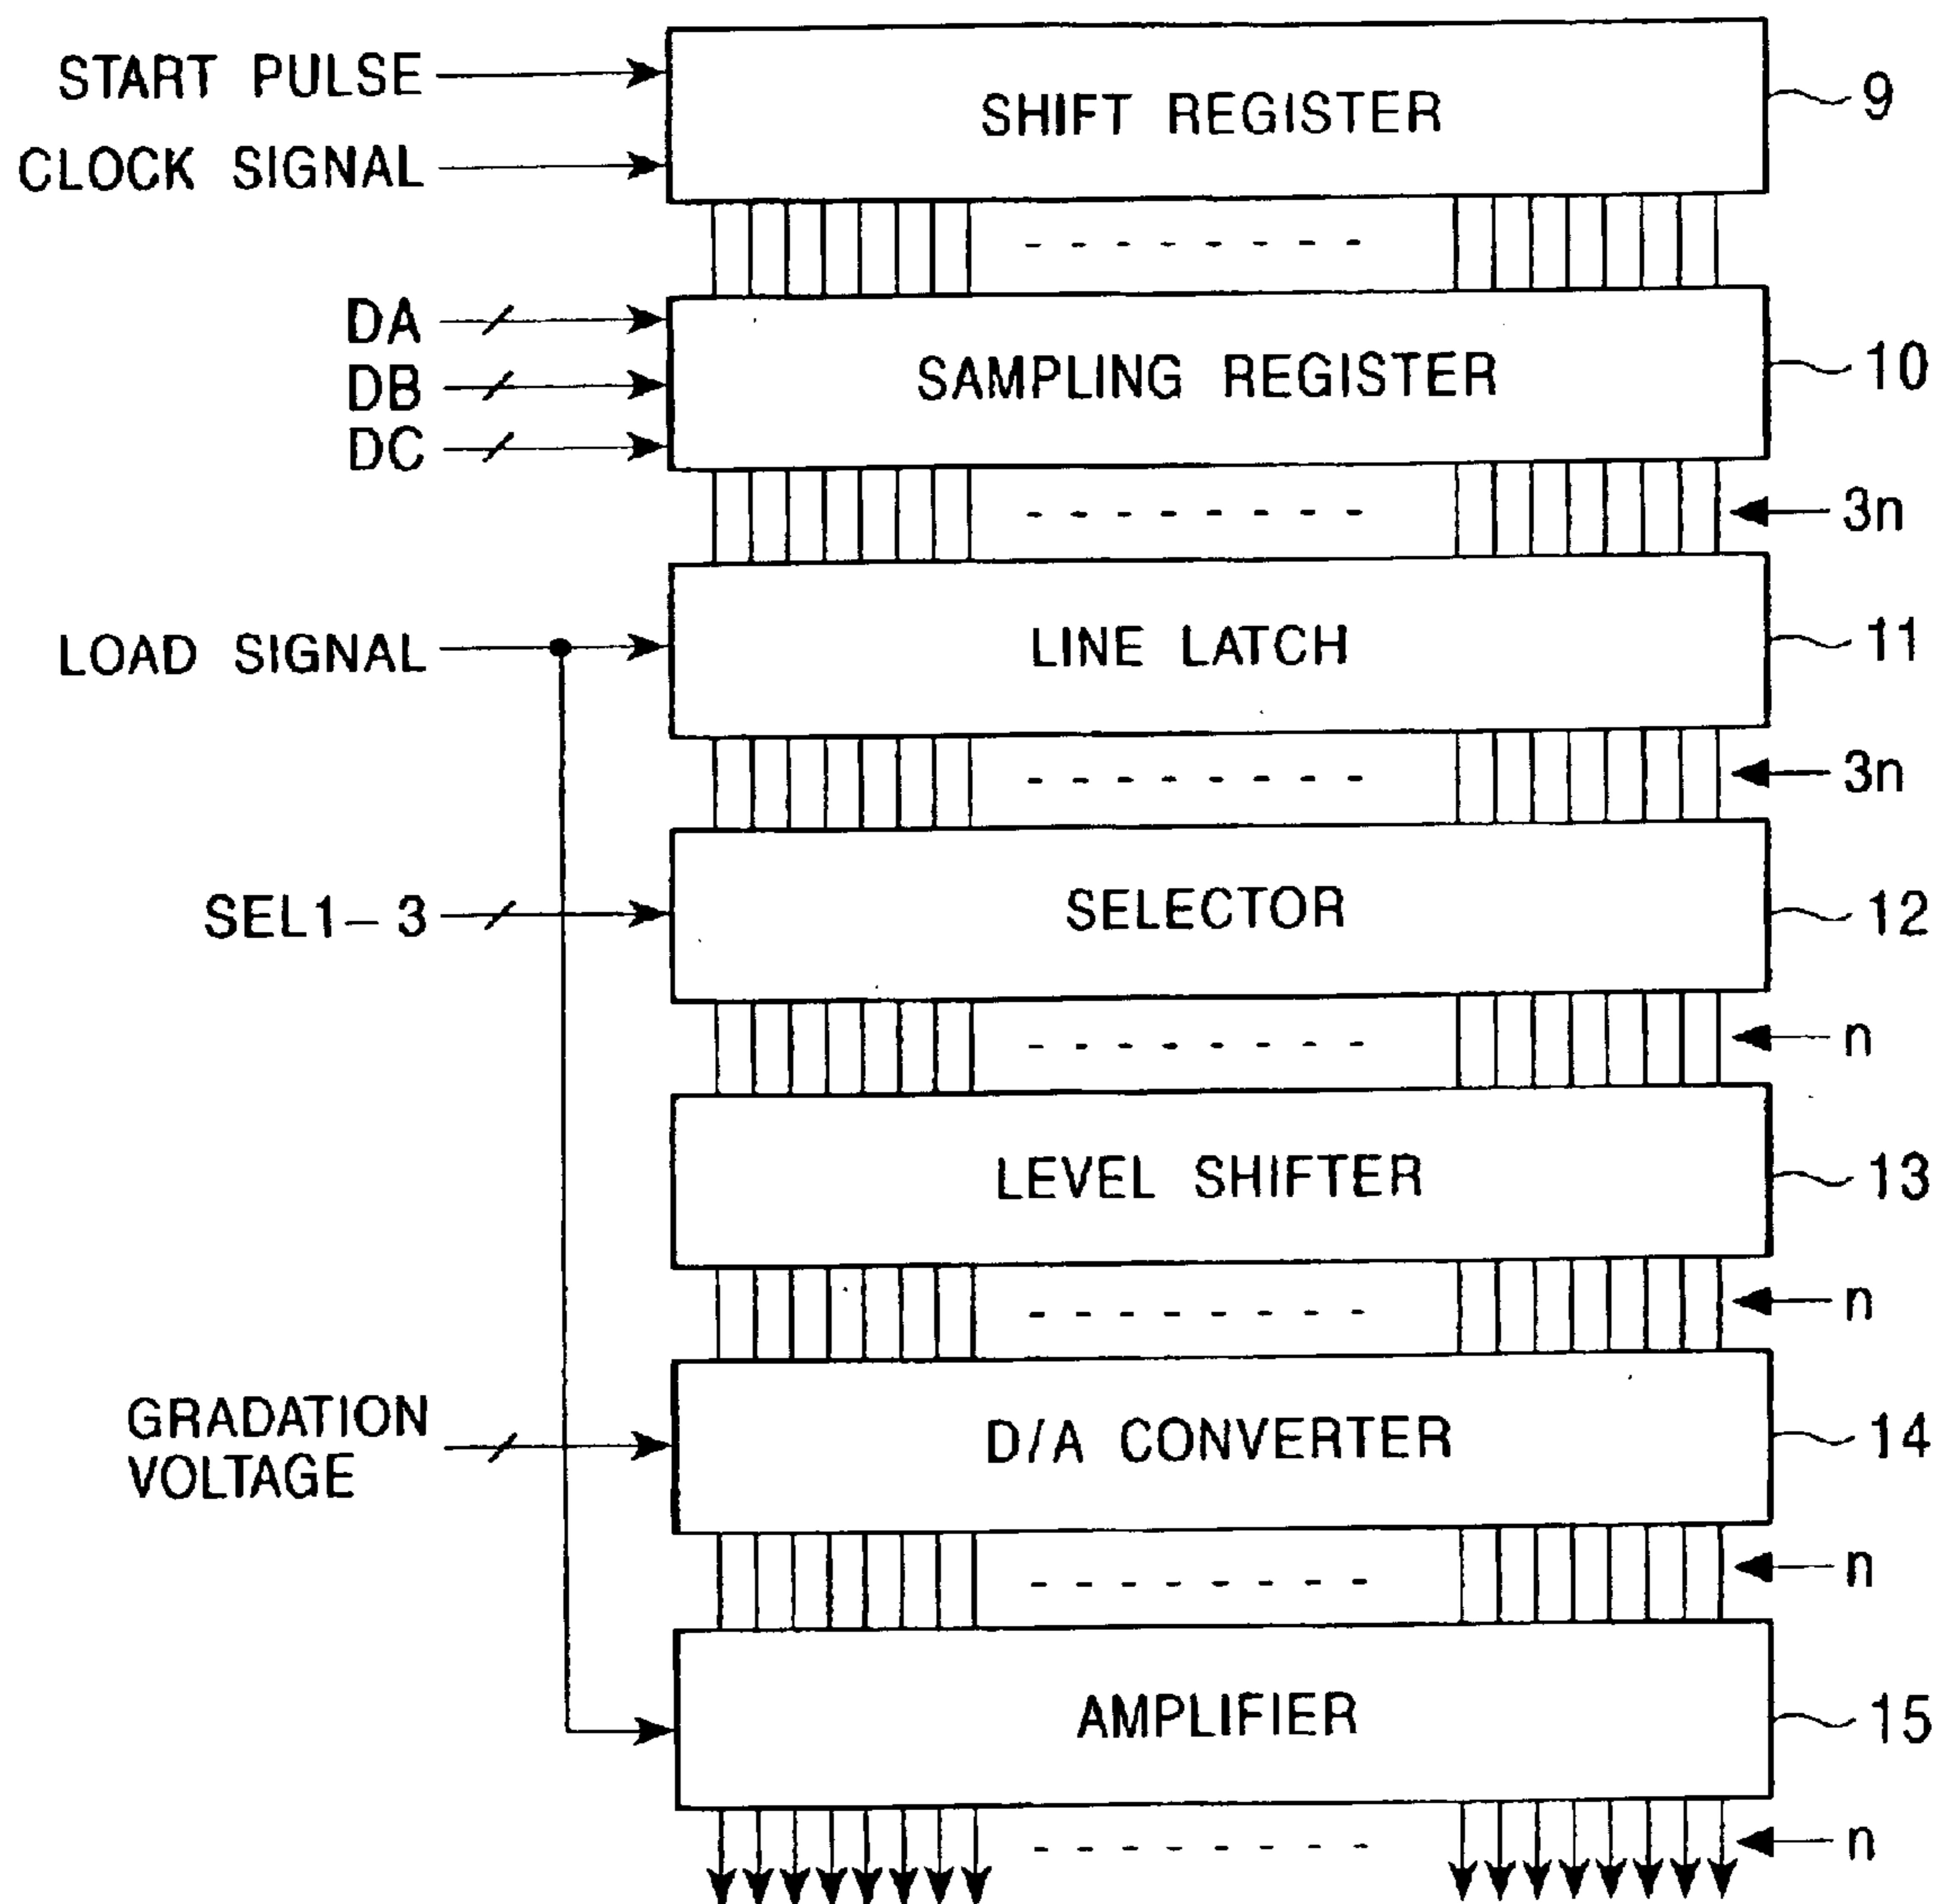 START PULSE
CLOCK SIGNAL
SHIFT REGISTER
9
DA
DB
DC
SAMPLING REGISTER
10
3n
LOAD SIGNAL
LINE LATCH
11
3n
SEL1-3
SELECTOR
12
n
LEVEL SHIFTER
13
n
GRADATION
VOLTAGE
D/A CONVERTER
14
n
AMPLIFIER
15
n